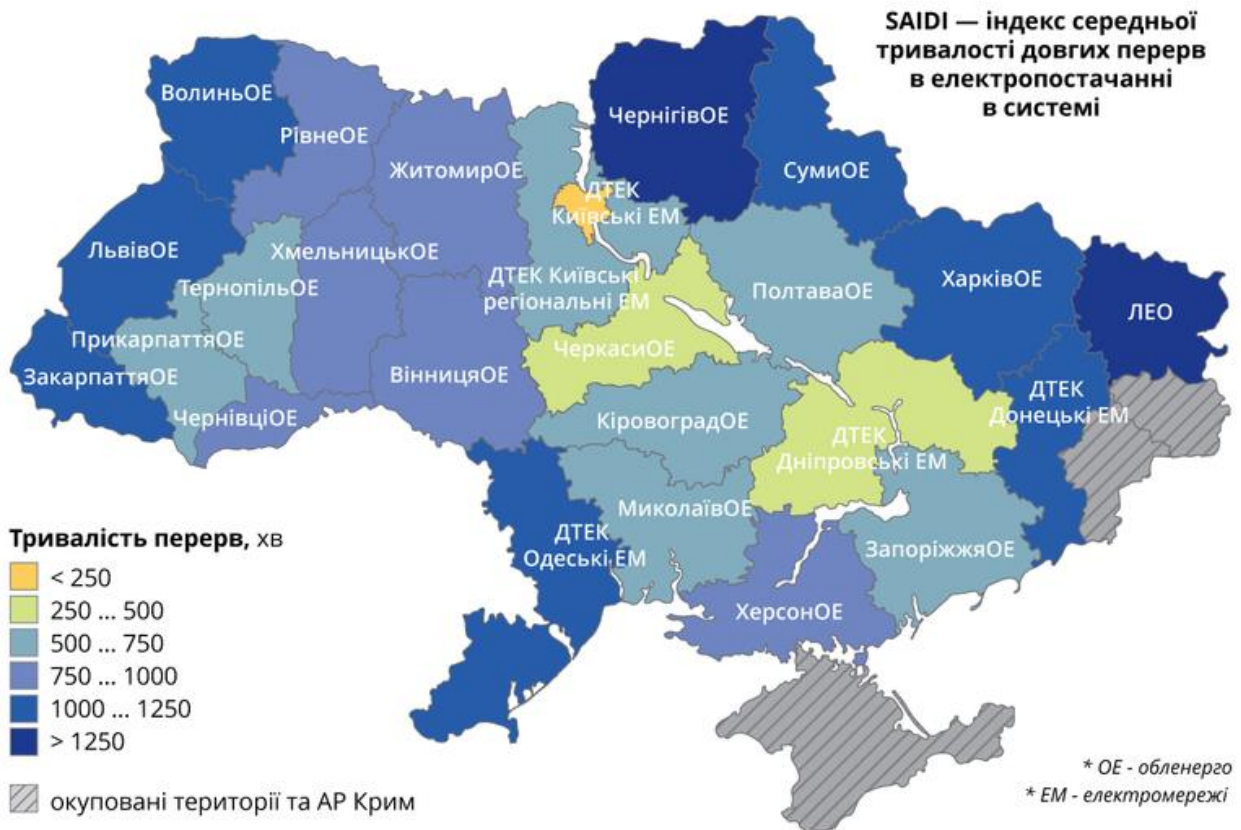 SAIDI — індекс середньої
тривалості довгих перерв
в електропостачанні
в системі
ВолиньОЕ
РівнеОЕ
ЖитомирОЕ
ЧернігівОЕ
СумиОЕ
ДТЕК
Київські ЕМ
ЛьвівОЕ
ХмельницькОЕ
ТернопільОЕ
ДТЕК Київські
регіональні ЕМ
ПолтаваОЕ
ХарківОЕ
ЛЕО
ПрикарпаттяОЕ
ЗакарпаттяОЕ
ЧернівціОЕ
ВінницяОЕ
ЧеркасиОЕ
КіровоградОЕ
ДТЕК
Дніпровські ЕМ
ДТЕК
Донецькі ЕМ
МиколаївОЕ
ДТЕК
Одеські ЕМ
ЗапоріжжяОЕ
ХерсонОЕ
Тривалість перерв, хв
< 250
250 ... 500
500 ... 750
750 ... 1000
1000 ... 1250
> 1250
окуповані території та АР Крим
* ОЕ - обленерго
* ЕМ - електромережі